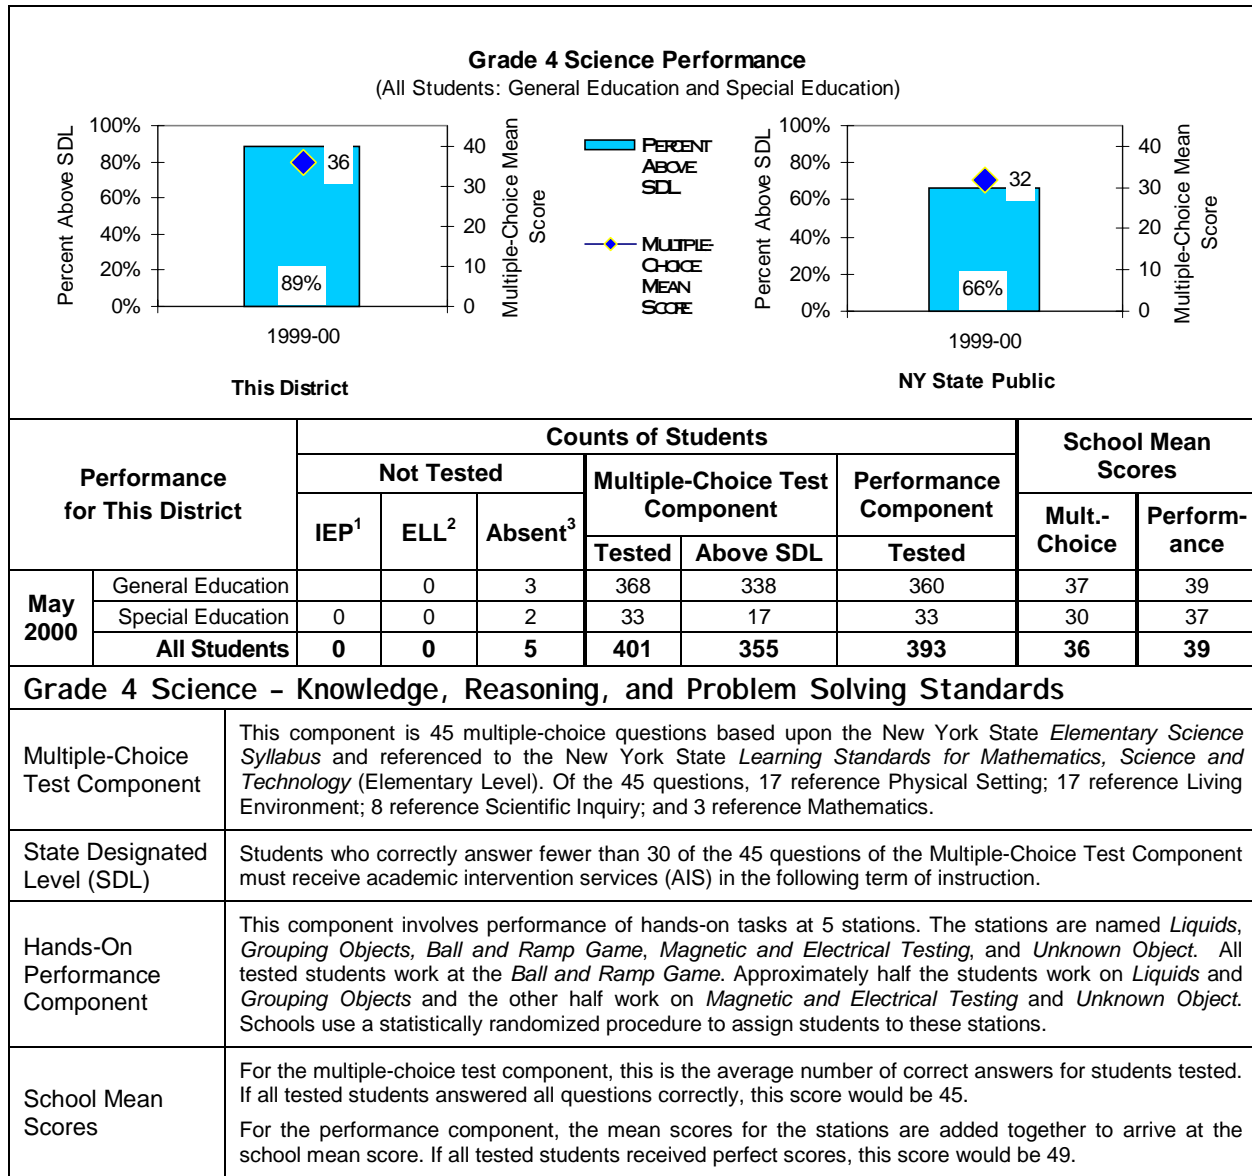 Grade 4 Science Performance
(All Students: General Education and Special Education)
Percent Above SDL
100%
80%
60%
40%
20%
0%
36
89%
40
30
20
10
0
Multiple-Choice Mean
Score
1999-00
This District
PERCENT
ABOVE
SDL
MULTIPLE-
CHOICE
MEAN
SCORE
Percent Above SDL
100%
80%
60%
40%
20%
0%
32
66%
40
30
20
10
0
Multiple-Choice Mean
Score
1999-00
NY State Public
Performance
for This District
Counts of Students
School Mean
Scores
Not Tested
Multiple-Choice Test
Component
Performance
Component
IEP1 ELL2 Absent3
Tested Above SDL Tested
Mult.-
Choice
Perform-
ance
May
2000
General Education 0 3 368 338 360 37 39
Special Education 0 0 2 33 17 33 30 37
All Students 0 0 5 401 355 393 36 39
Grade 4 Science – Knowledge, Reasoning, and Problem Solving Standards
Multiple-Choice
Test Component
This component is 45 multiple-choice questions based upon the New York State Elementary Science
Syllabus and referenced to the New York State Learning Standards for Mathematics, Science and
Technology (Elementary Level). Of the 45 questions, 17 reference Physical Setting; 17 reference Living
Environment; 8 reference Scientific Inquiry; and 3 reference Mathematics.
State Designated
Level (SDL)
Students who correctly answer fewer than 30 of the 45 questions of the Multiple-Choice Test Component
must receive academic intervention services (AIS) in the following term of instruction.
Hands-On
Performance
Component
This component involves performance of hands-on tasks at 5 stations. The stations are named Liquids,
Grouping Objects, Ball and Ramp Game, Magnetic and Electrical Testing, and Unknown Object. All
tested students work at the Ball and Ramp Game. Approximately half the students work on Liquids and
Grouping Objects and the other half work on Magnetic and Electrical Testing and Unknown Object.
Schools use a statistically randomized procedure to assign students to these stations.
School Mean
Scores
For the multiple-choice test component, this is the average number of correct answers for students tested.
If all tested students answered all questions correctly, this score would be 45.
For the performance component, the mean scores for the stations are added together to arrive at the
school mean score. If all tested students received perfect scores, this score would be 49.